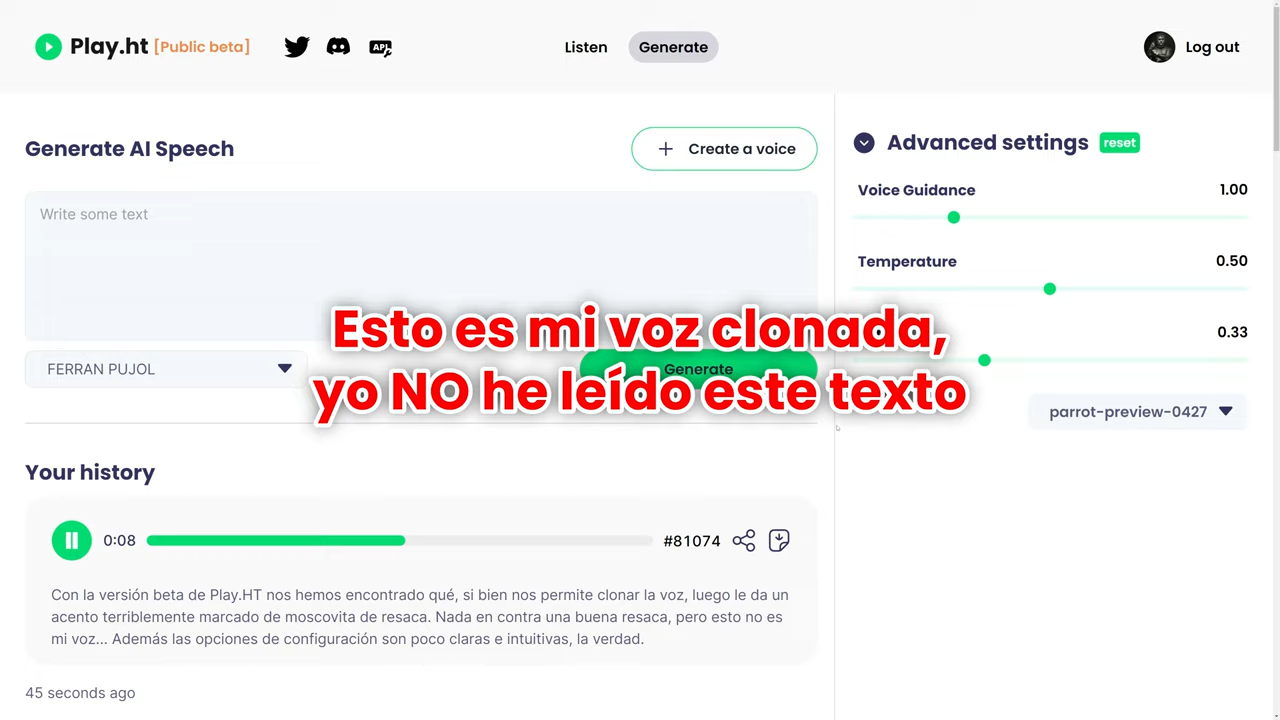 Play.ht [Public beta]
API
Listen
Generate
Log out
Generate AI Speech
+ Create a voice
Write some text
FERRAN PUJOL
Generate
Esto es mi voz clonada,
yo NO he leído este texto
Advanced settings reset
Voice Guidance 1.00
Temperature 0.50
0.33
parrot-preview-0427
Your history
0:08
#81074
Con la versión beta de Play.HT nos hemos encontrado qué, si bien nos permite clonar la voz, luego le da un
acento terriblemente marcado de moscovita de resaca. Nada en contra una buena resaca, pero esto no es
mi voz... Además las opciones de configuración son poco claras e intuitivas, la verdad.
45 seconds ago